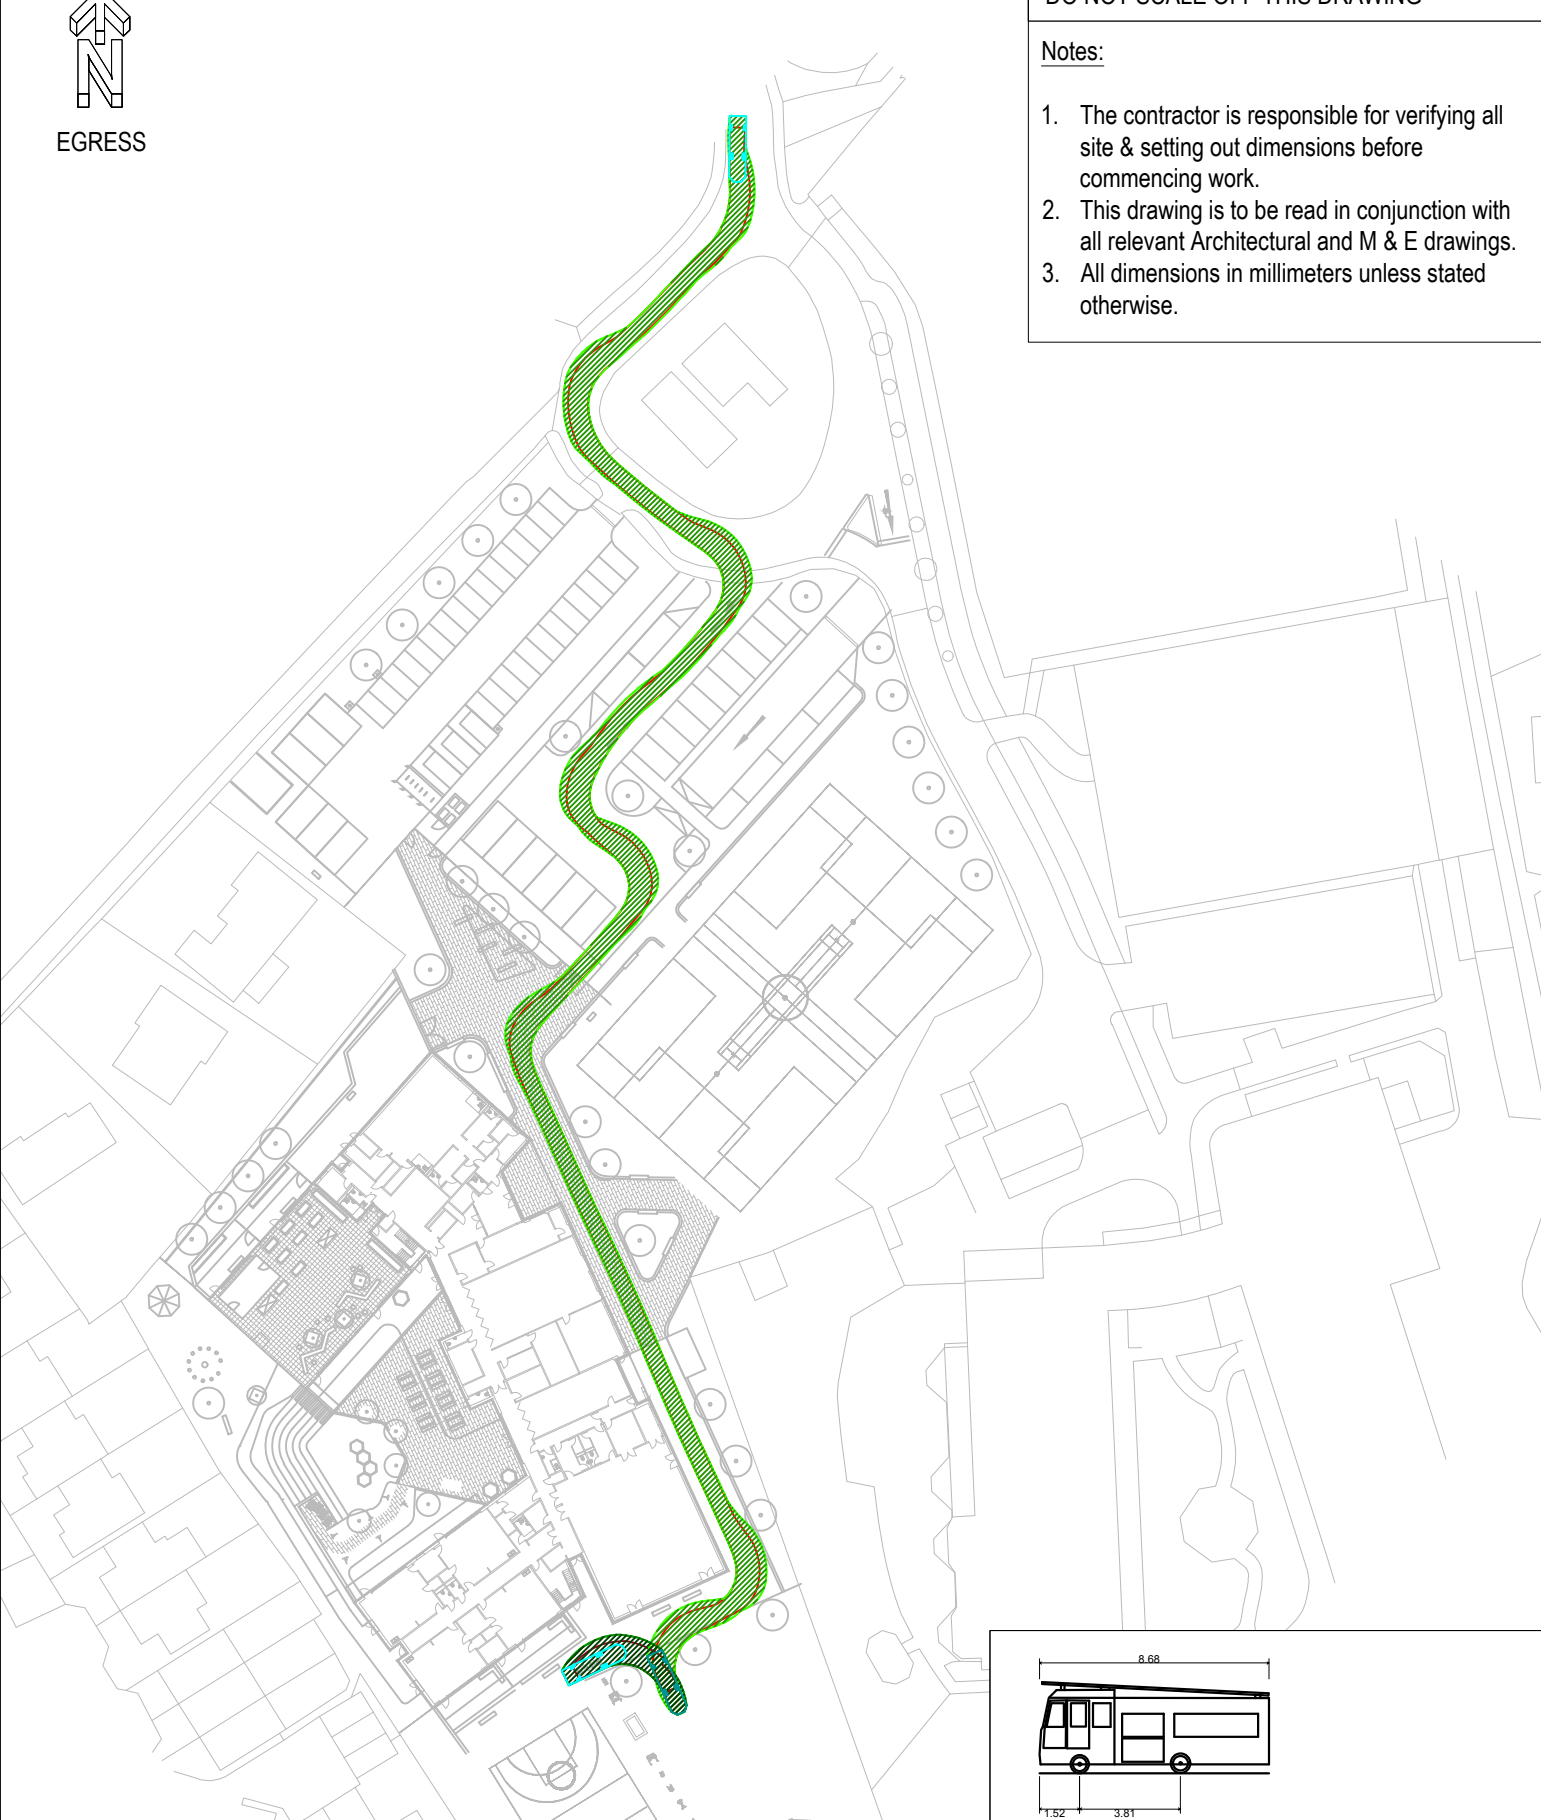 DO NOT SCALE OFF THIS DRAWING
N
EGRESS
Notes:
1. The contractor is responsible for verifying all
site & setting out dimensions before
commencing work.
2. This drawing is to be read in conjunction with
all relevant Architectural and M & E drawings.
3. All dimensions in millimeters unless stated
otherwise.
8.68
1.52
3.81